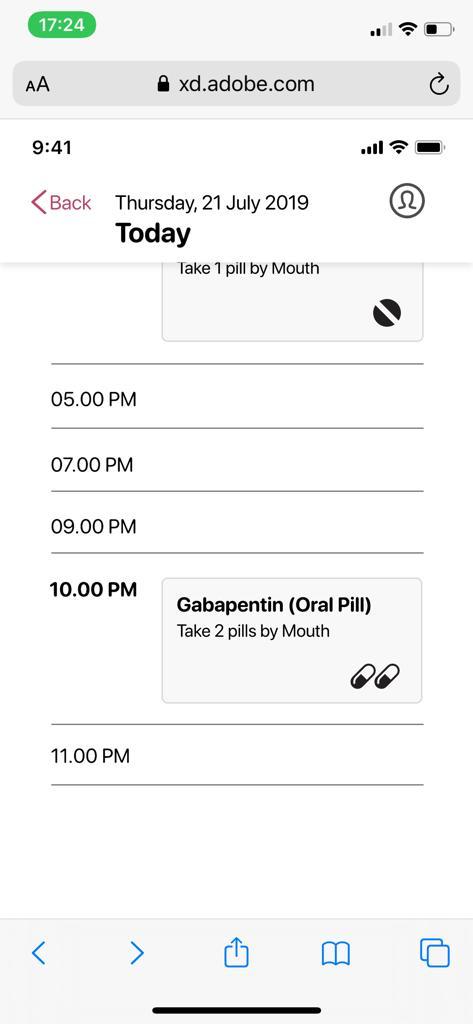 17:24
AA
xd.adobe.com
9:41
Back
Thursday, 21 July 2019
Today
Take 1 pill by Mouth
05.00 PM
07.00 PM
09.00 PM
10.00 PM
Gabapentin (Oral Pill)
Take 2 pills by Mouth
11.00 PM